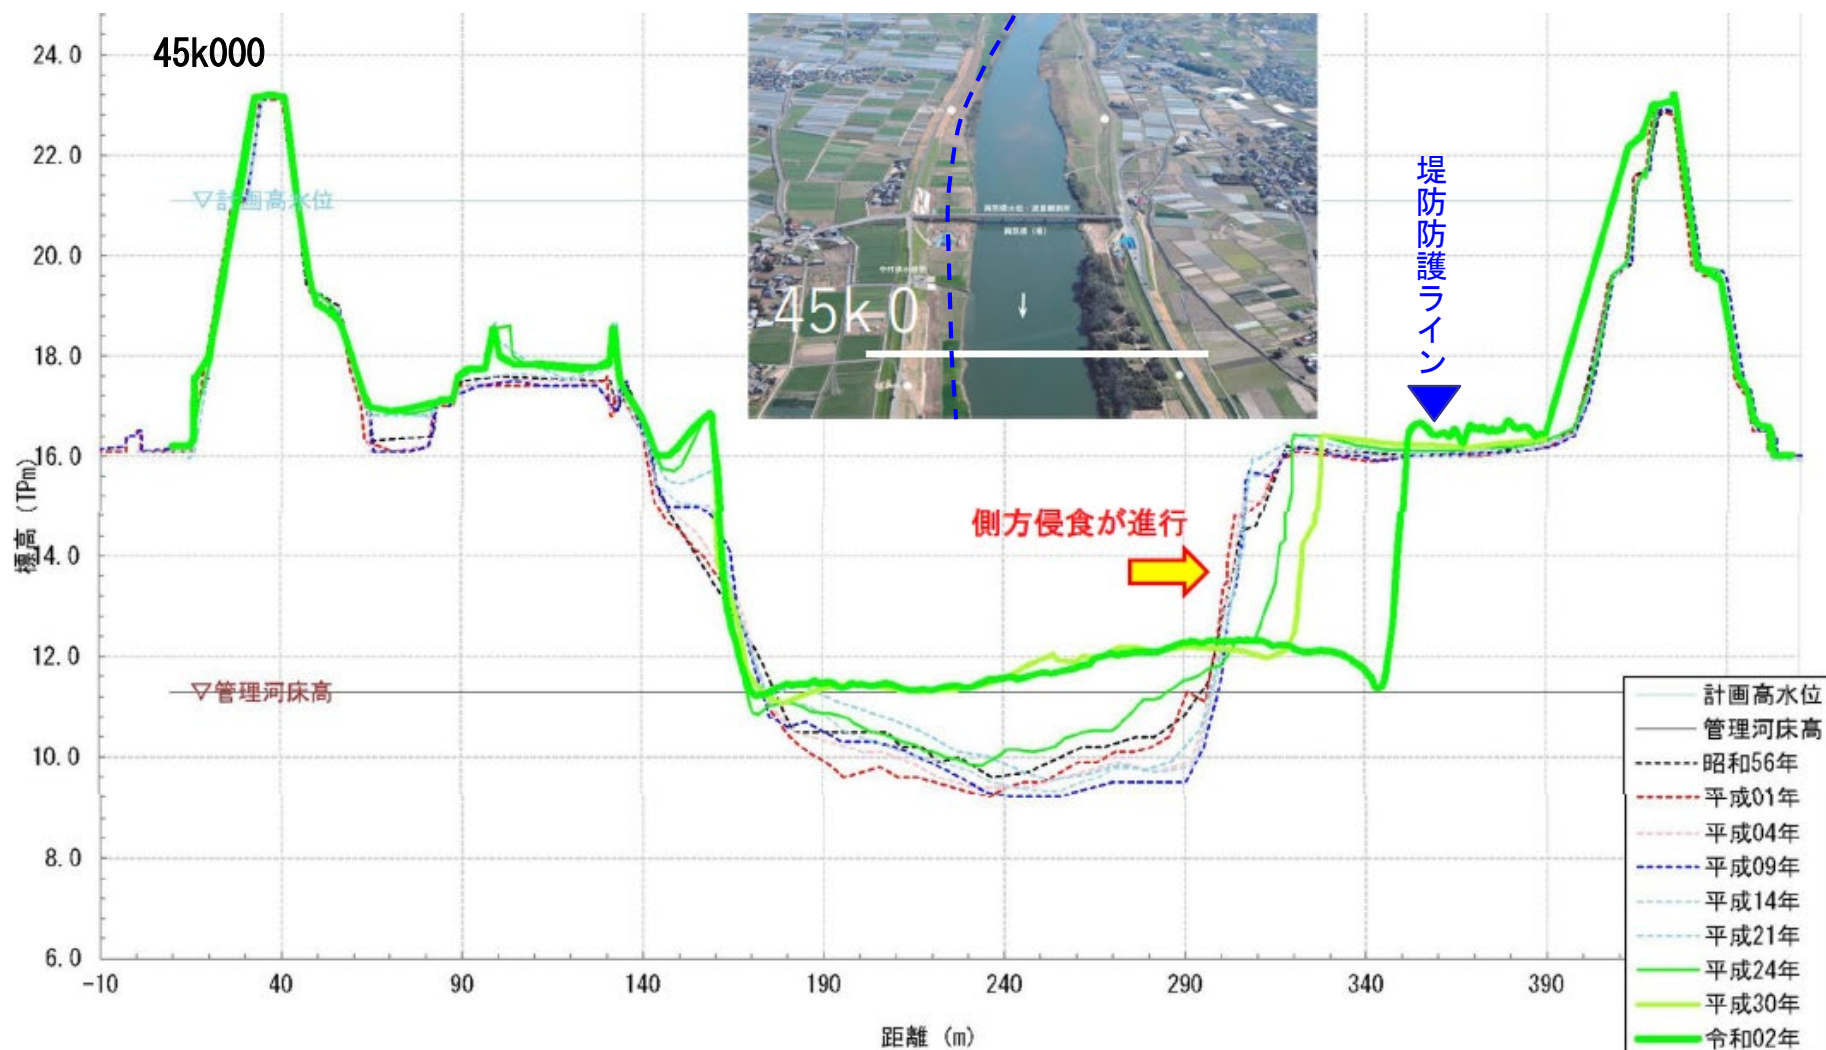 45k000
24.0
22.0
20.0
18.0
16.0
14.0
12.0
10.0
8.0
6.0
標高 (TPm)
▽計画高水位
▽管理河床高
45k0
側方侵食が進行
堤防防護ライン
-10
40
90
140
190
240
290
340
390
距離 (m)
計画高水位
管理河床高
昭和56年
平成01年
平成04年
平成09年
平成14年
平成21年
平成24年
平成30年
令和02年